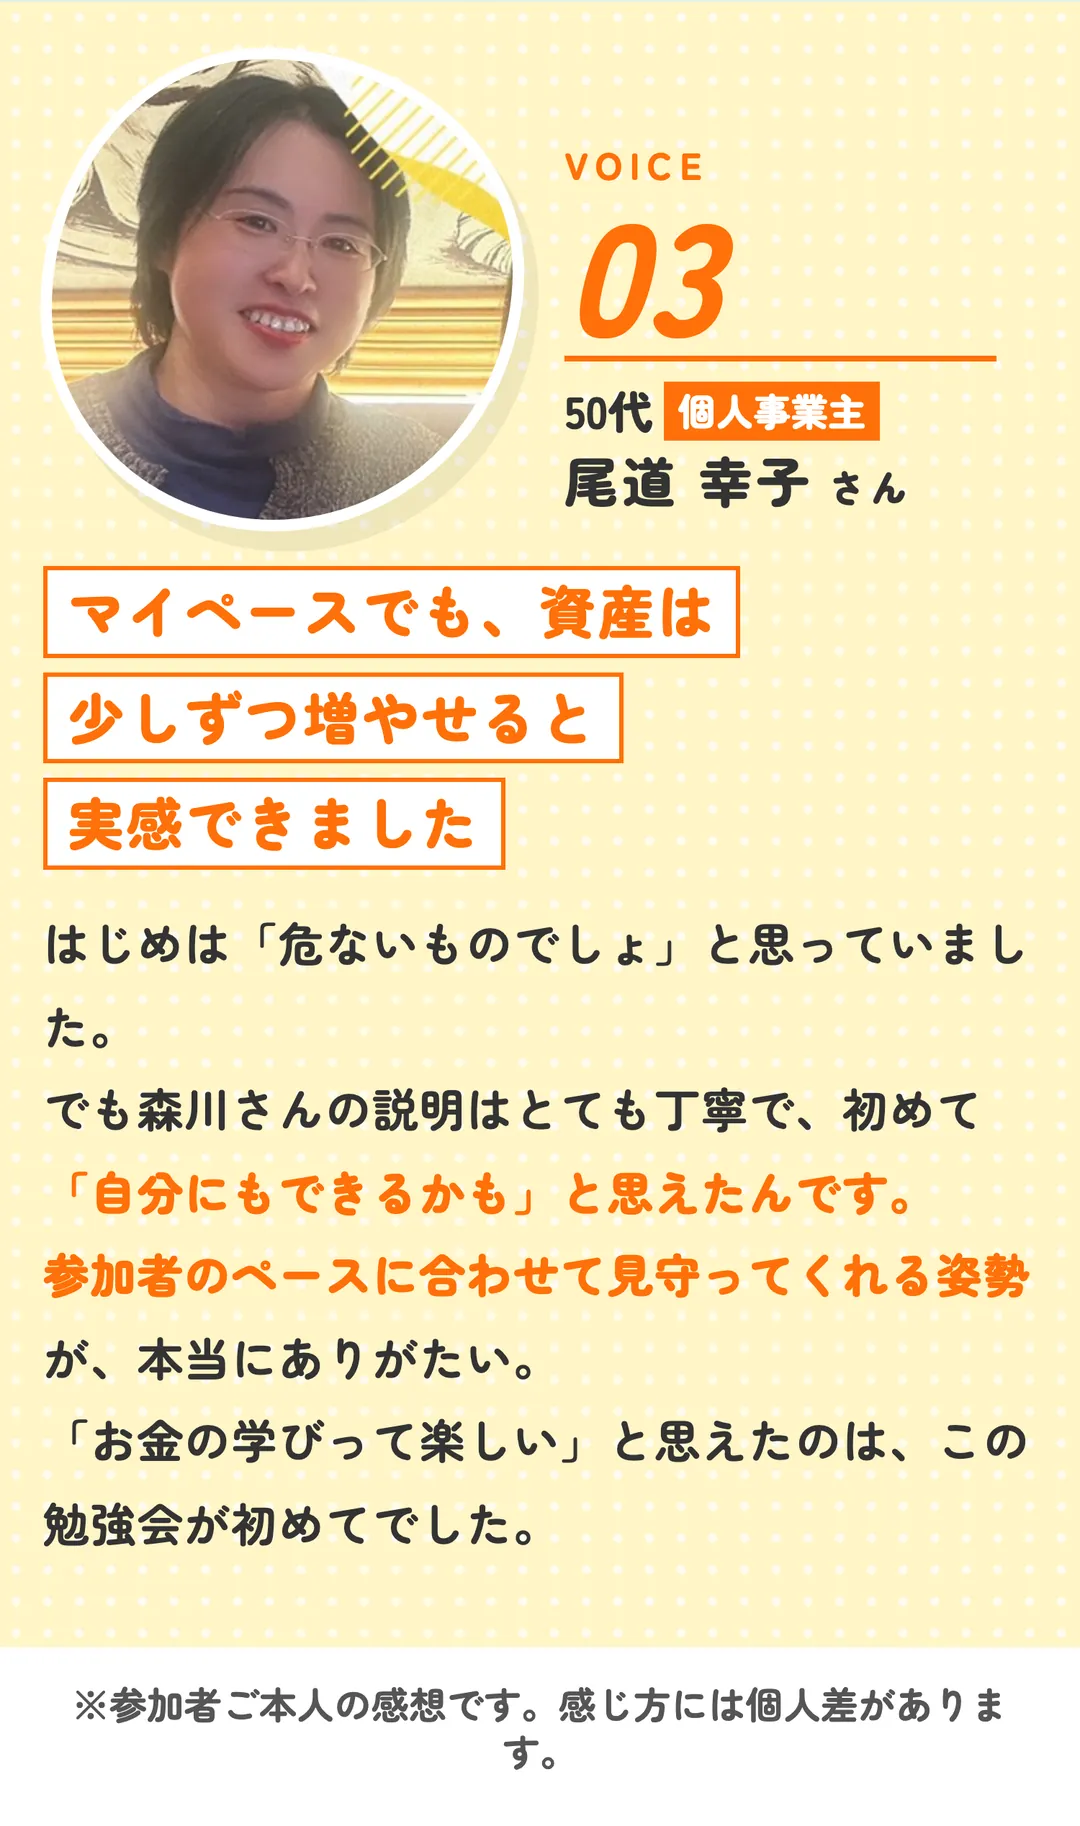 VOICE
03
50代 個人事業主
尾道 幸子 さん
マイペースでも、資産は
少しずつ増やせると
実感できました
はじめは「危ないものでしょ」と思っていまし
た。
でも森川さんの説明はとても丁寧で、初めて
「自分にもできるかも」と思えたんです。
参加者のペースに合わせて見守ってくれる姿勢
が、本当にありがたい。
「お金の学びって楽しい」と思えたのは、この
勉強会が初めてでした。
※参加者ご本人の感想です。感じ方には個人差がありま
す。